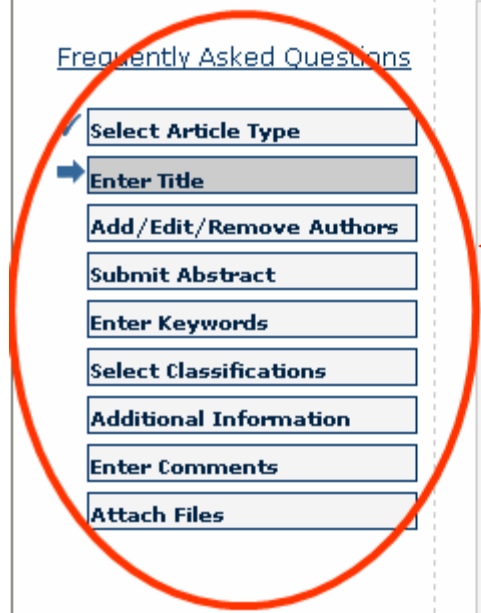 Frequently Asked Questions
Select Article Type
Enter Title
Add/Edit/Remove Authors
Submit Abstract
Enter Keywords
Select Classifications
Additional Information
Enter Comments
Attach Files